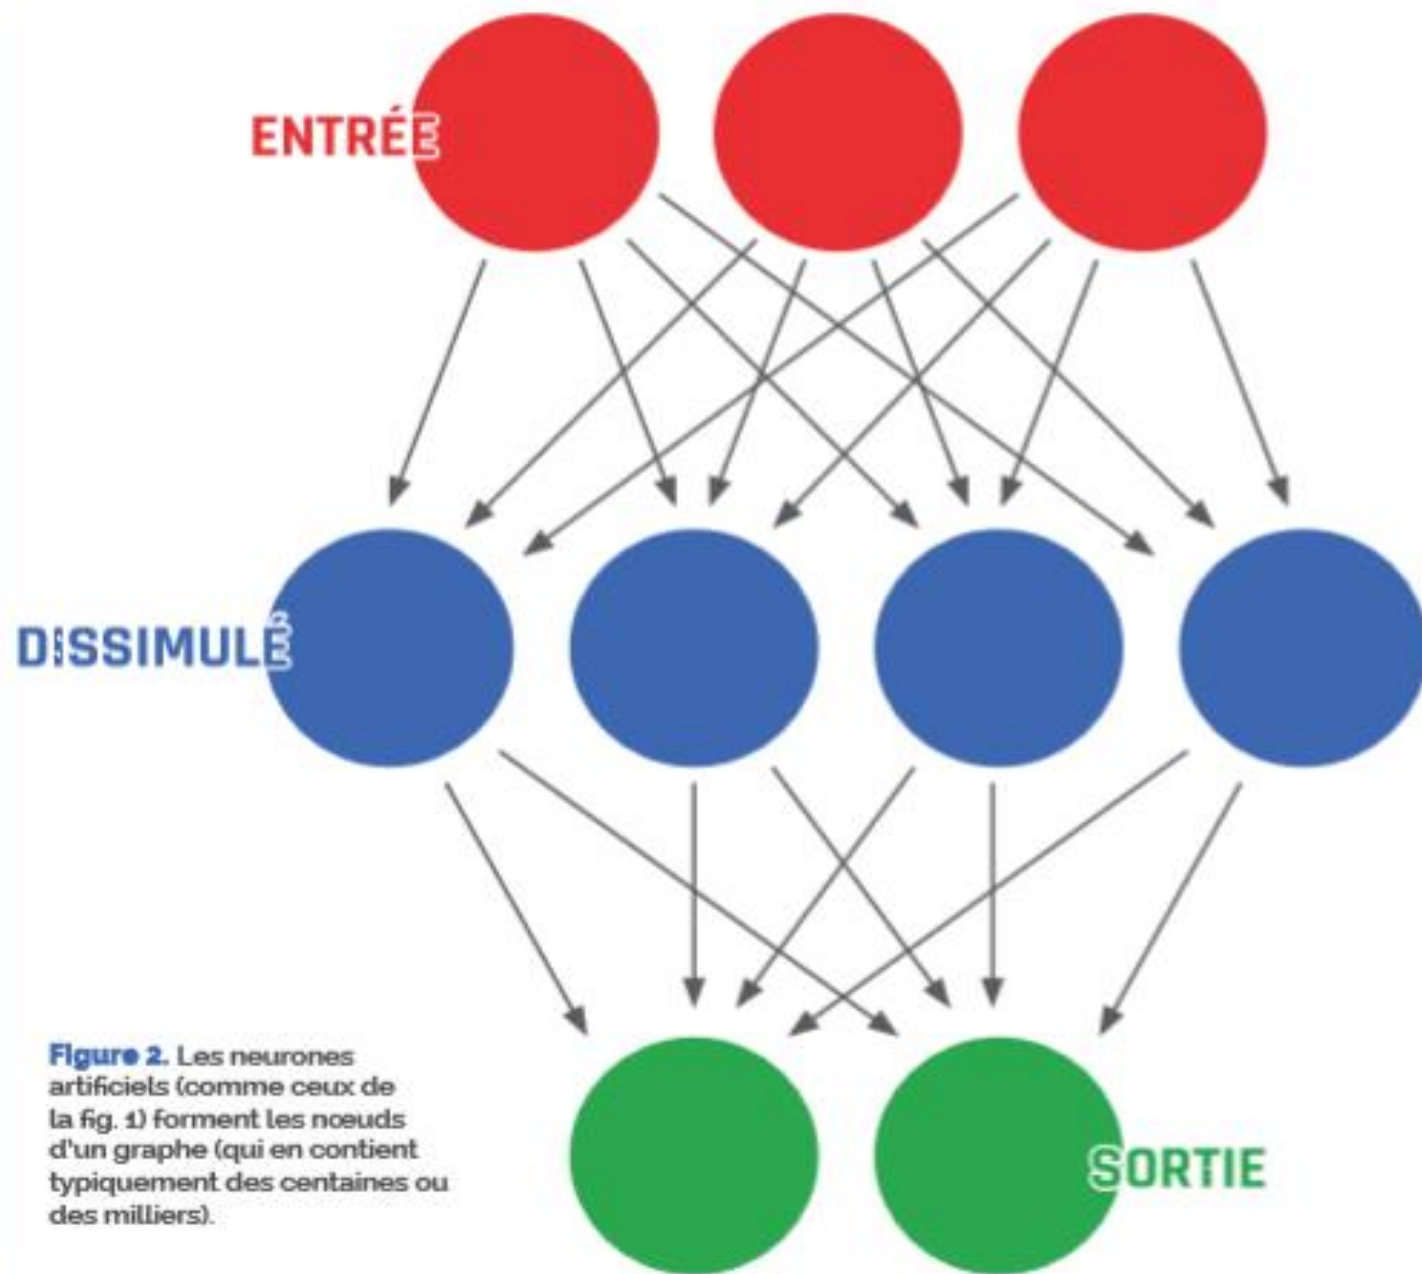 ENTRÉE
DISSIMULÉ
Figure 2. Les neurones
artificiels (comme ceux de
la fig. 1) forment les nœuds
d'un graphe (qui en contient
typiquement des centaines ou
des milliers).
SORTIE